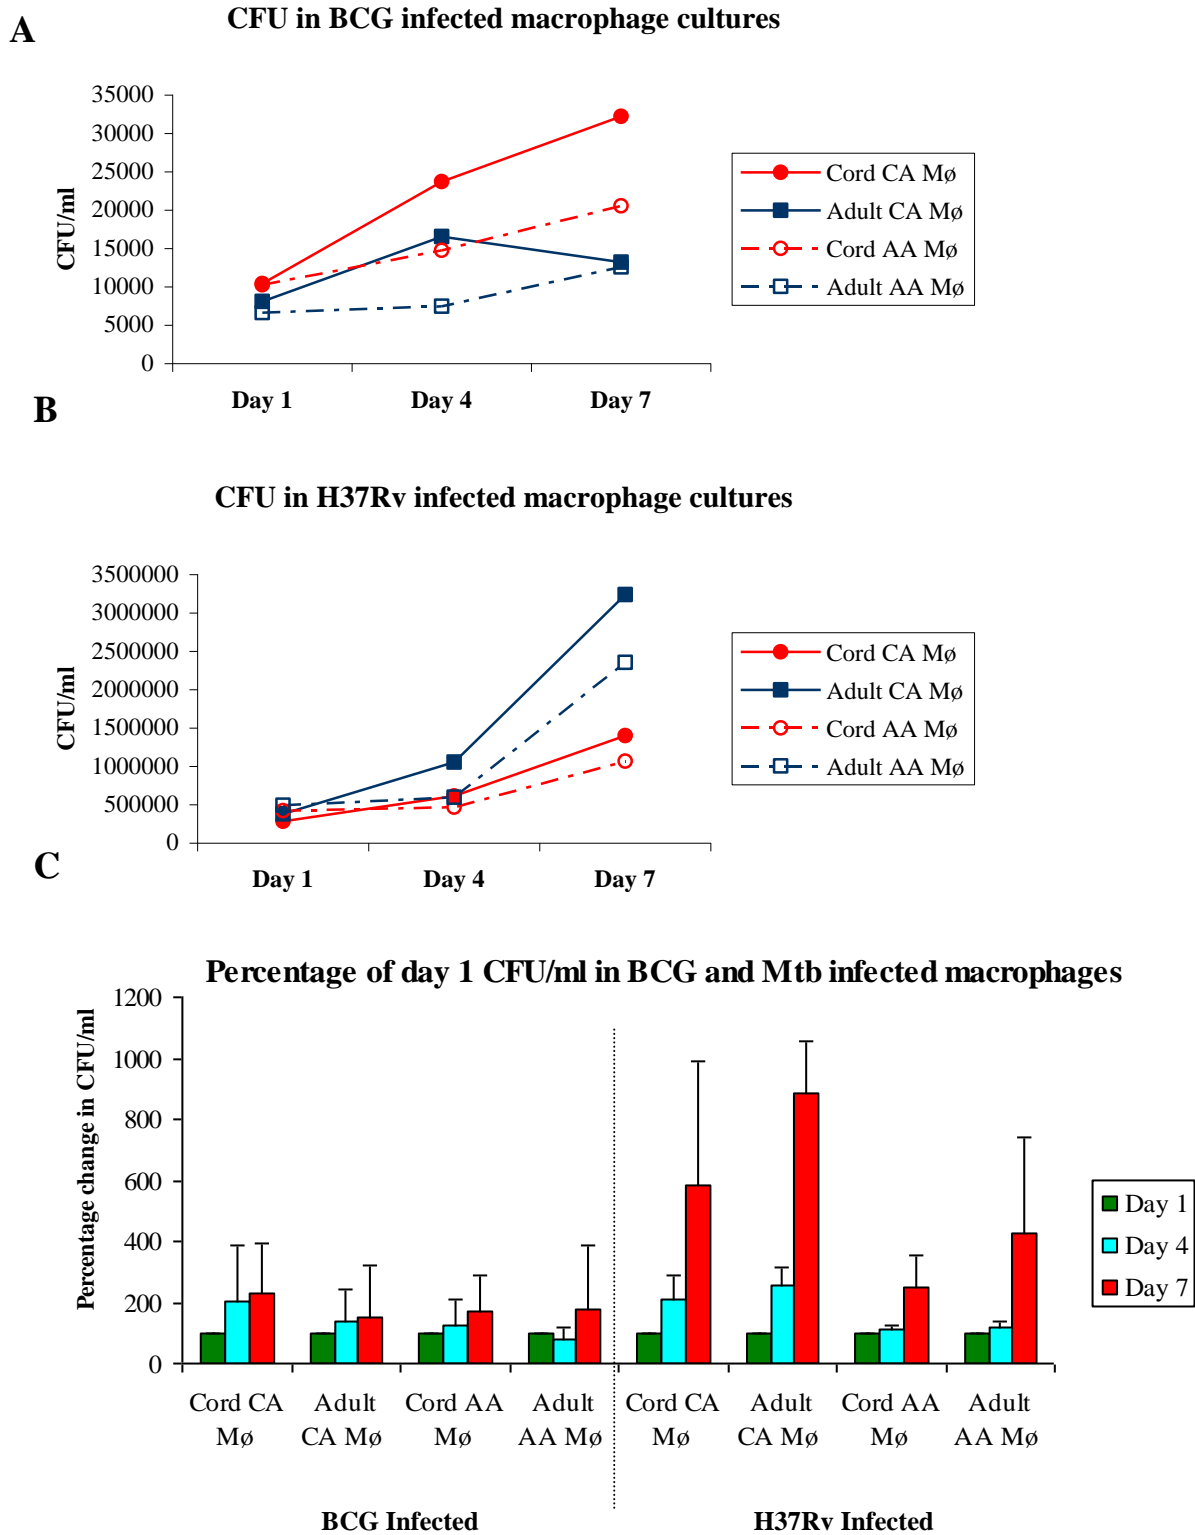 A
CFU in BCG infected macrophage cultures
35000
30000
25000
20000
15000
10000
5000
0
CFU/ml
Day 1
Day 4
Day 7
Cord CA Mø
Adult CA Mø
Cord AA Mø
Adult AA Mø
B
CFU in H37Rv infected macrophage cultures
3500000
3000000
2500000
2000000
1500000
1000000
500000
0
CFU/ml
Day 1
Day 4
Day 7
Cord CA Mø
Adult CA Mø
Cord AA Mø
Adult AA Mø
C
Percentage of day 1 CFU/ml in BCG and Mtb infected macrophages
1200
1000
800
600
400
200
0
Percentage change in CFU/ml
Cord CA
Mø
Adult
CA Mø
Cord AA
Mø
Adult
AA Mø
Cord CA
Mø
Adult
CA Mø
Cord AA
Mø
Adult
AA Mø
BCG Infected
H37Rv Infected
Day 1
Day 4
Day 7